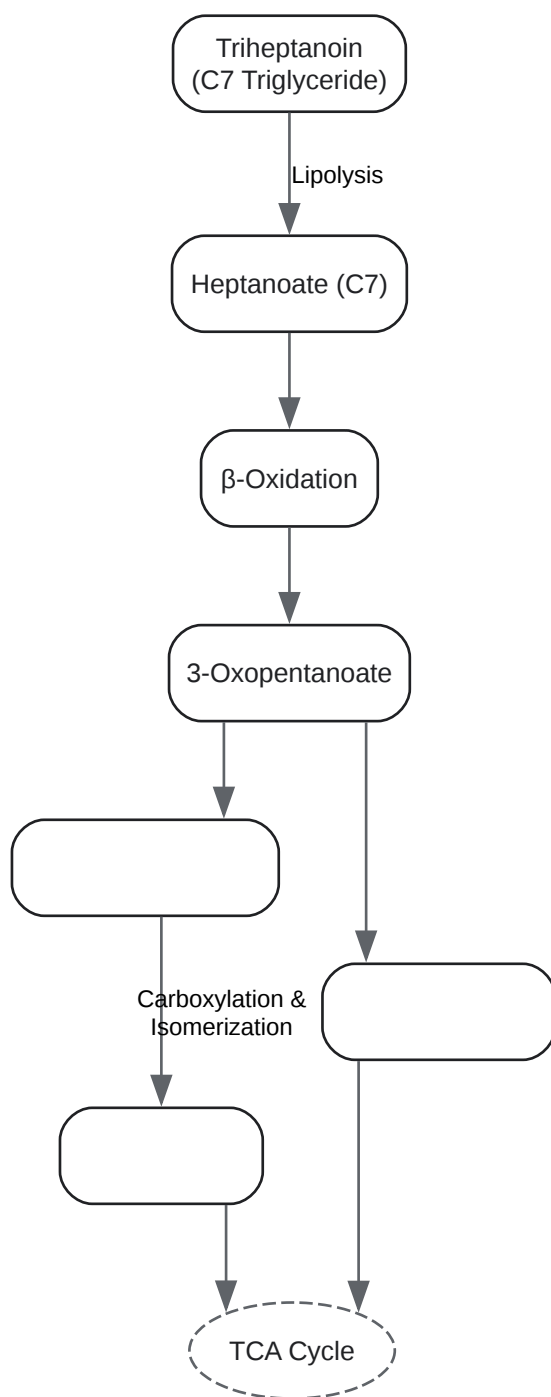 Triheptanoin
(C7 Triglyceride)
Lipolysis
Heptanoate (C7)
β-Oxidation
3-Oxopentanoate
Carboxylation &
Isomerization
TCA Cycle